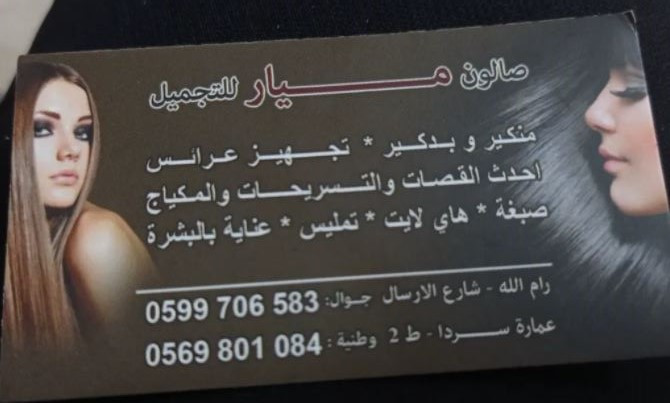 صالون ميار للتجميل
منكير و بدكير * تجهيز عرائس
احدث القصات والتسريحات والمكياج
صبغة * هاي لايت * تمليس * عناية بالبشرة
رام الله - شارع الارسال جوال: 0599 706 583
عمارة سردا - ط 2 وطنية: 0569 801 084